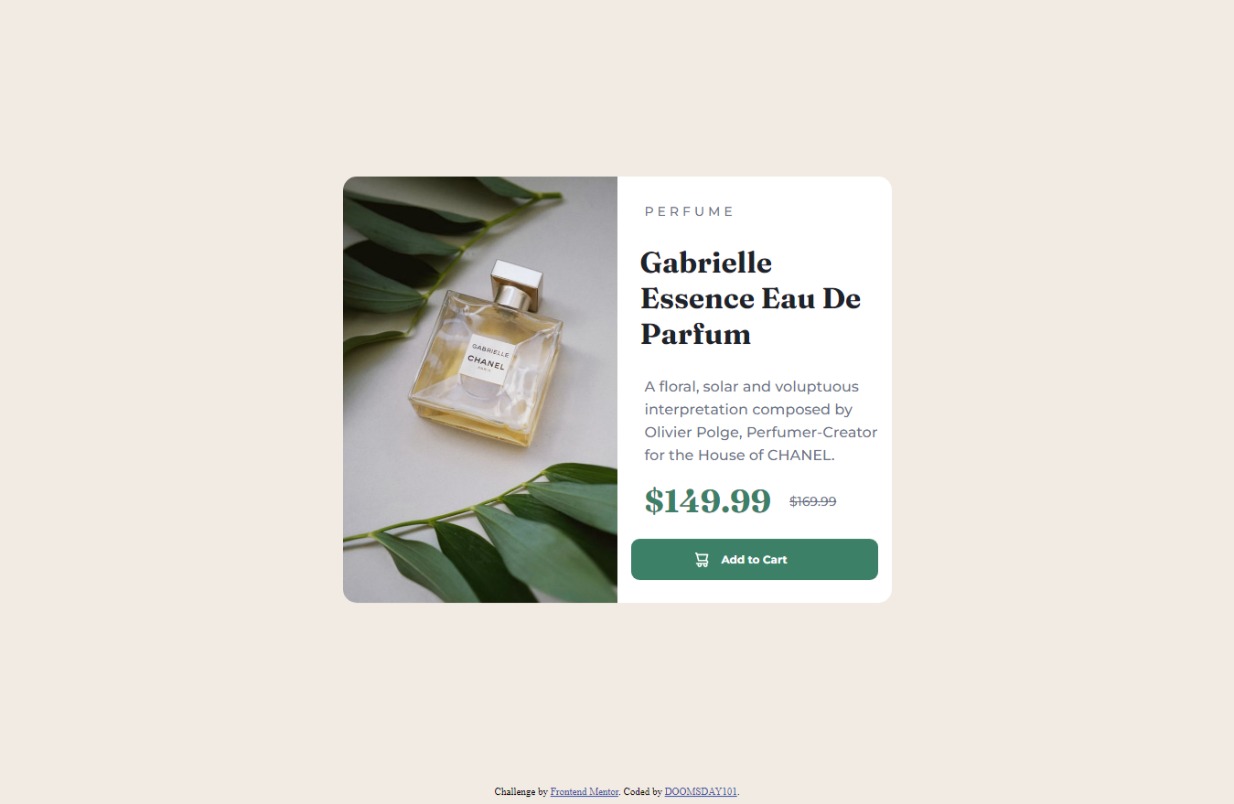 PERFUME
Gabrielle
Essence Eau De
Parfum
GABRIELLE
CHANEL
PARIS
A floral, solar and voluptuous
interpretation composed by
Olivier Polge, Perfumer-Creator
for the House of CHANEL.
$149.99 $169.99
Add to Cart
Challenge by Frontend Mentor. Coded by DOOMSDAY101.